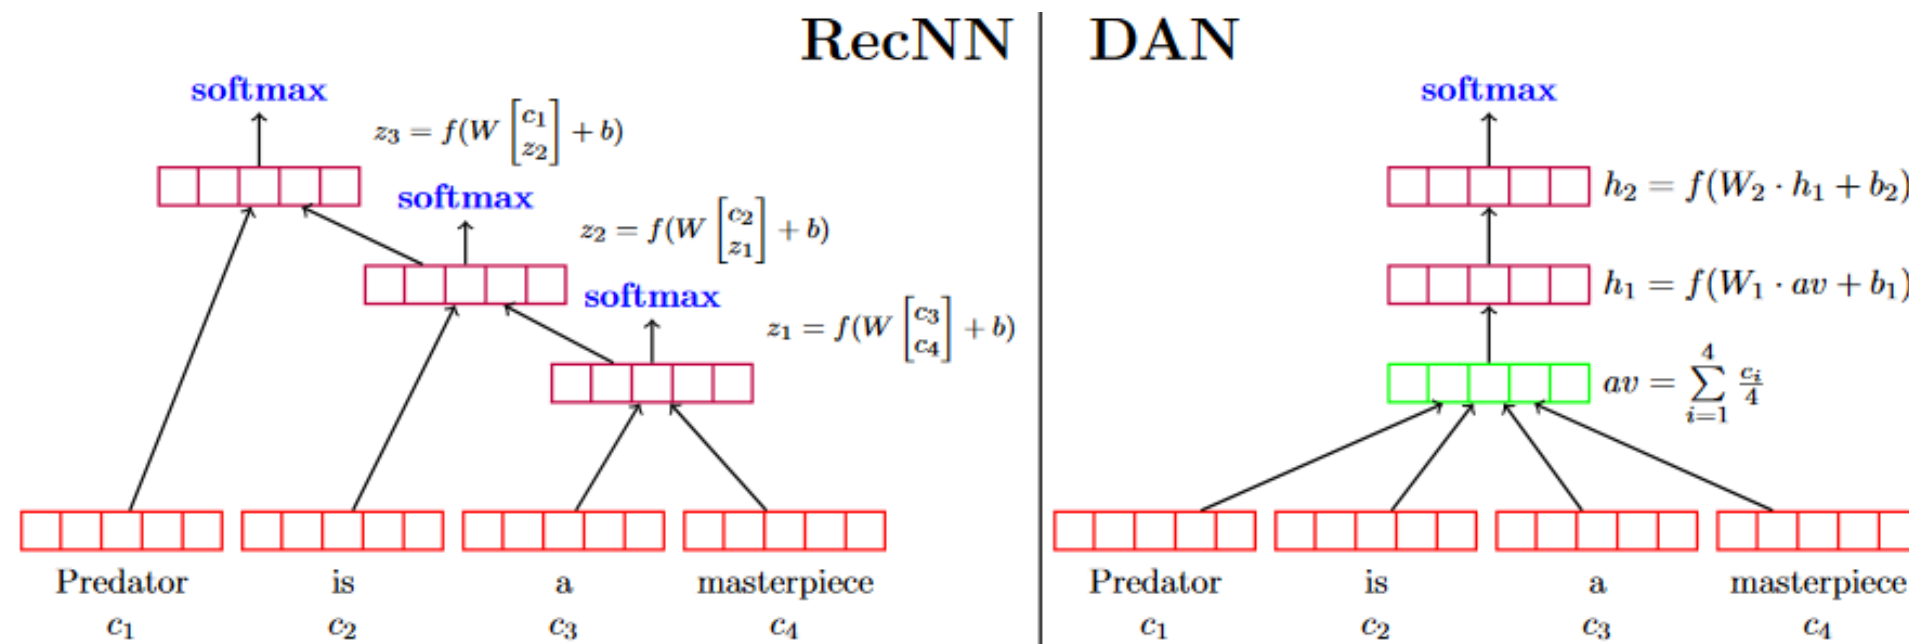 RecNN
softmax
z₃ = f(W [c₁ z₂] + b)
softmax
z₂ = f(W [c₂ z₁] + b)
softmax
z₁ = f(W [c₃ c₄] + b)
Predator is a masterpiece
c₁ c₂ c₃ c₄
DAN
softmax
h₂ = f(W₂ · h₁ + b₂)
h₁ = f(W₁ · av + b₁)
av = ∑_{i=1}^{4} cᵢ/4
Predator is a masterpiece
c₁ c₂ c₃ c₄